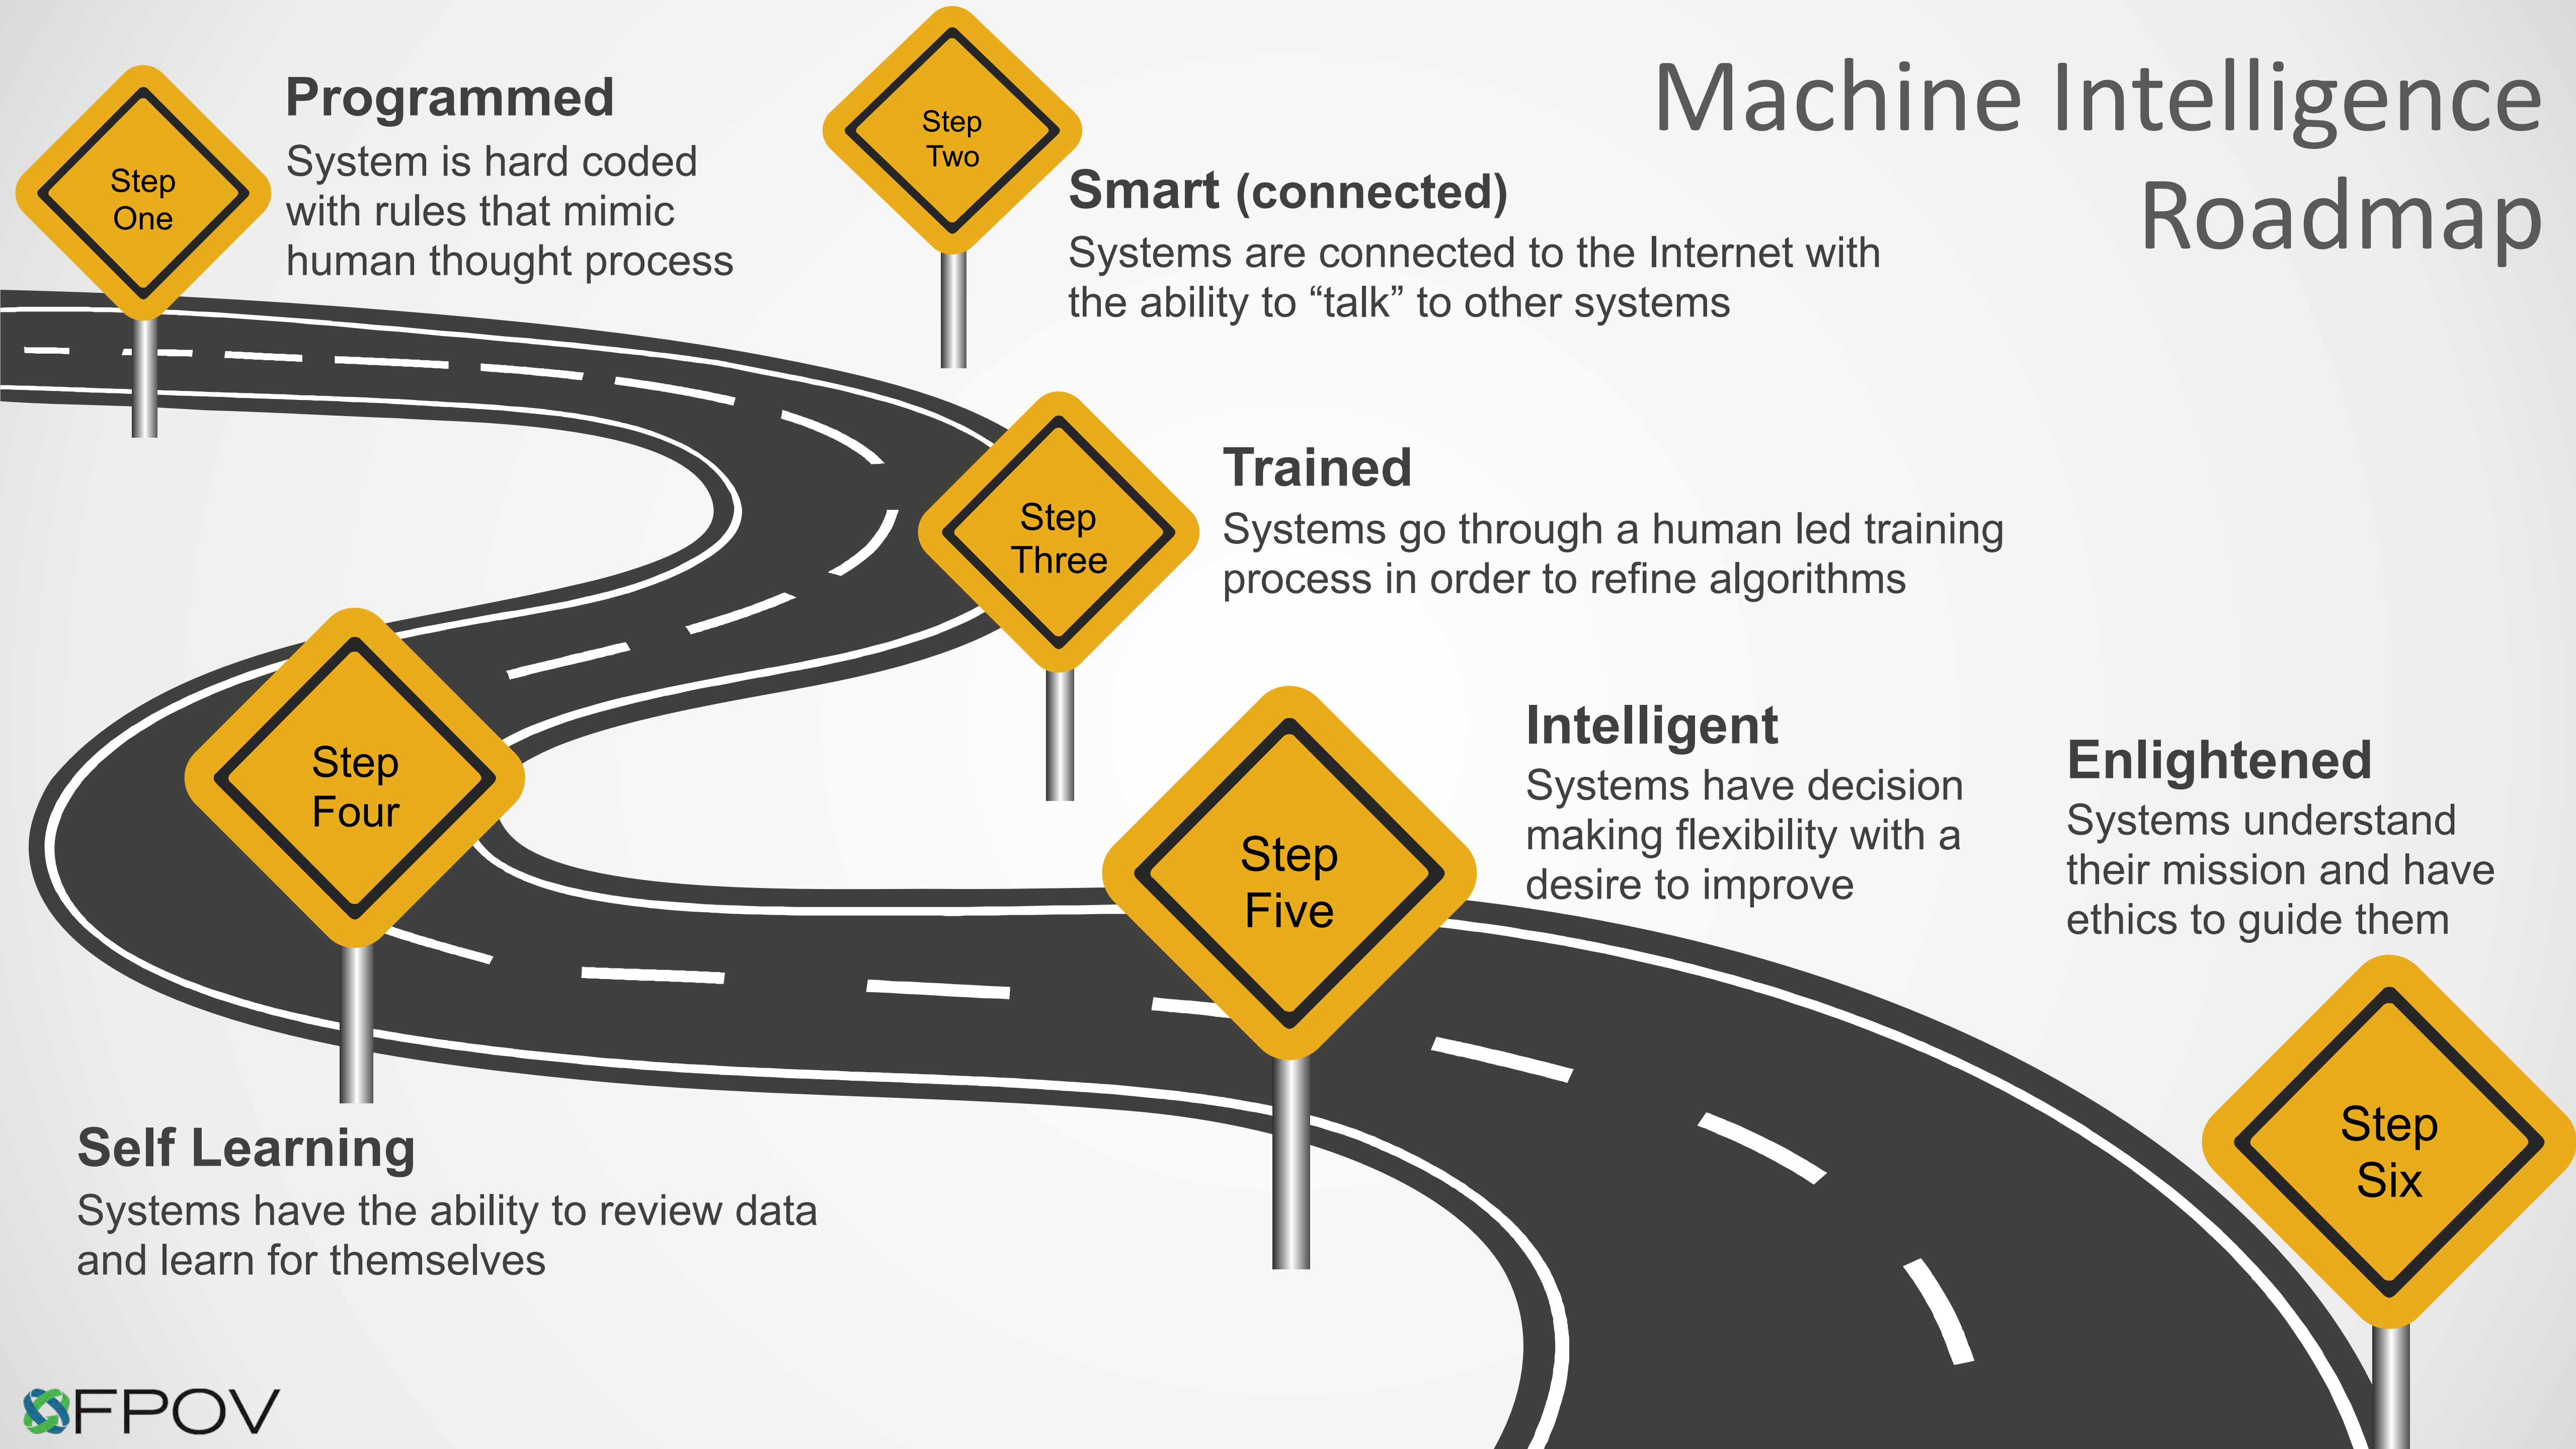 Machine Intelligence
Roadmap
Step
One
Programmed
System is hard coded
with rules that mimic
human thought process
Step
Two
Smart (connected)
Systems are connected to the Internet with
the ability to “talk” to other systems
Step
Three
Trained
Systems go through a human led training
process in order to refine algorithms
Step
Four
Self Learning
Systems have the ability to review data
and learn for themselves
Step
Five
Intelligent
Systems have decision
making flexibility with a
desire to improve
Enlightened
Systems understand
their mission and have
ethics to guide them
Step
Six
FPOV